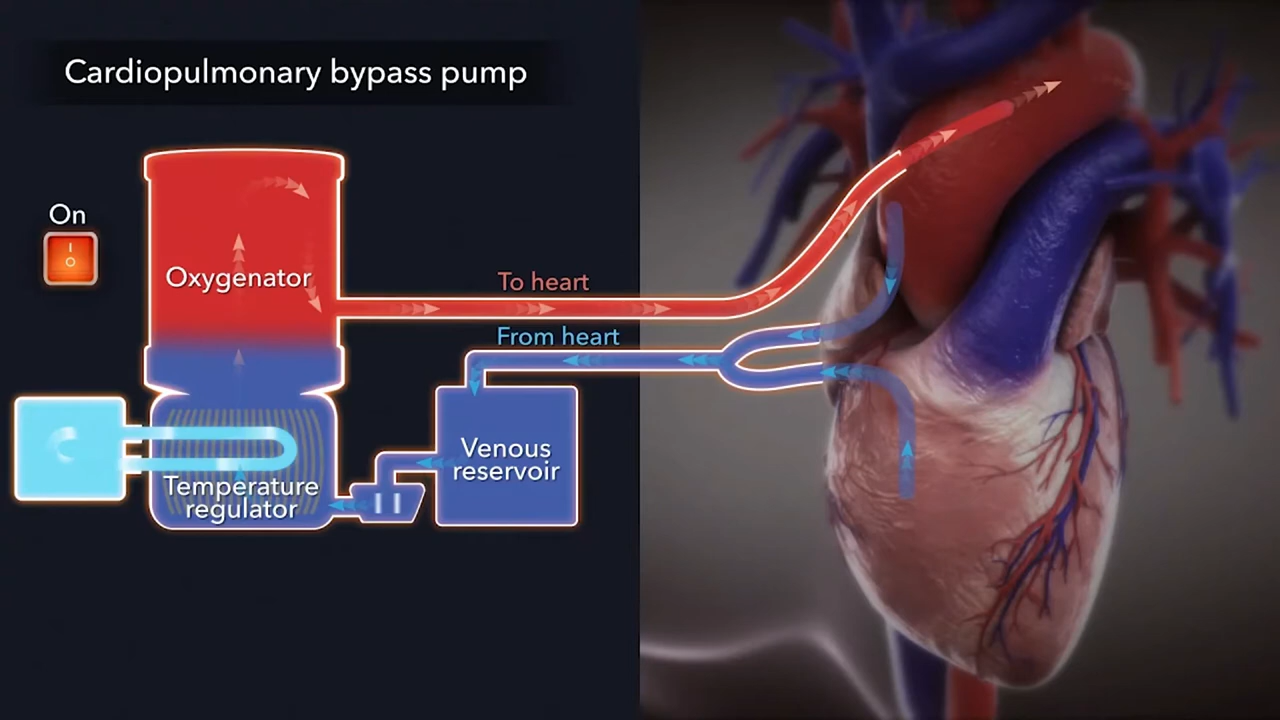 Cardiopulmonary bypass pump
On
Oxygenator
To heart
From heart
Venous
reservoir
Temperature
regulator